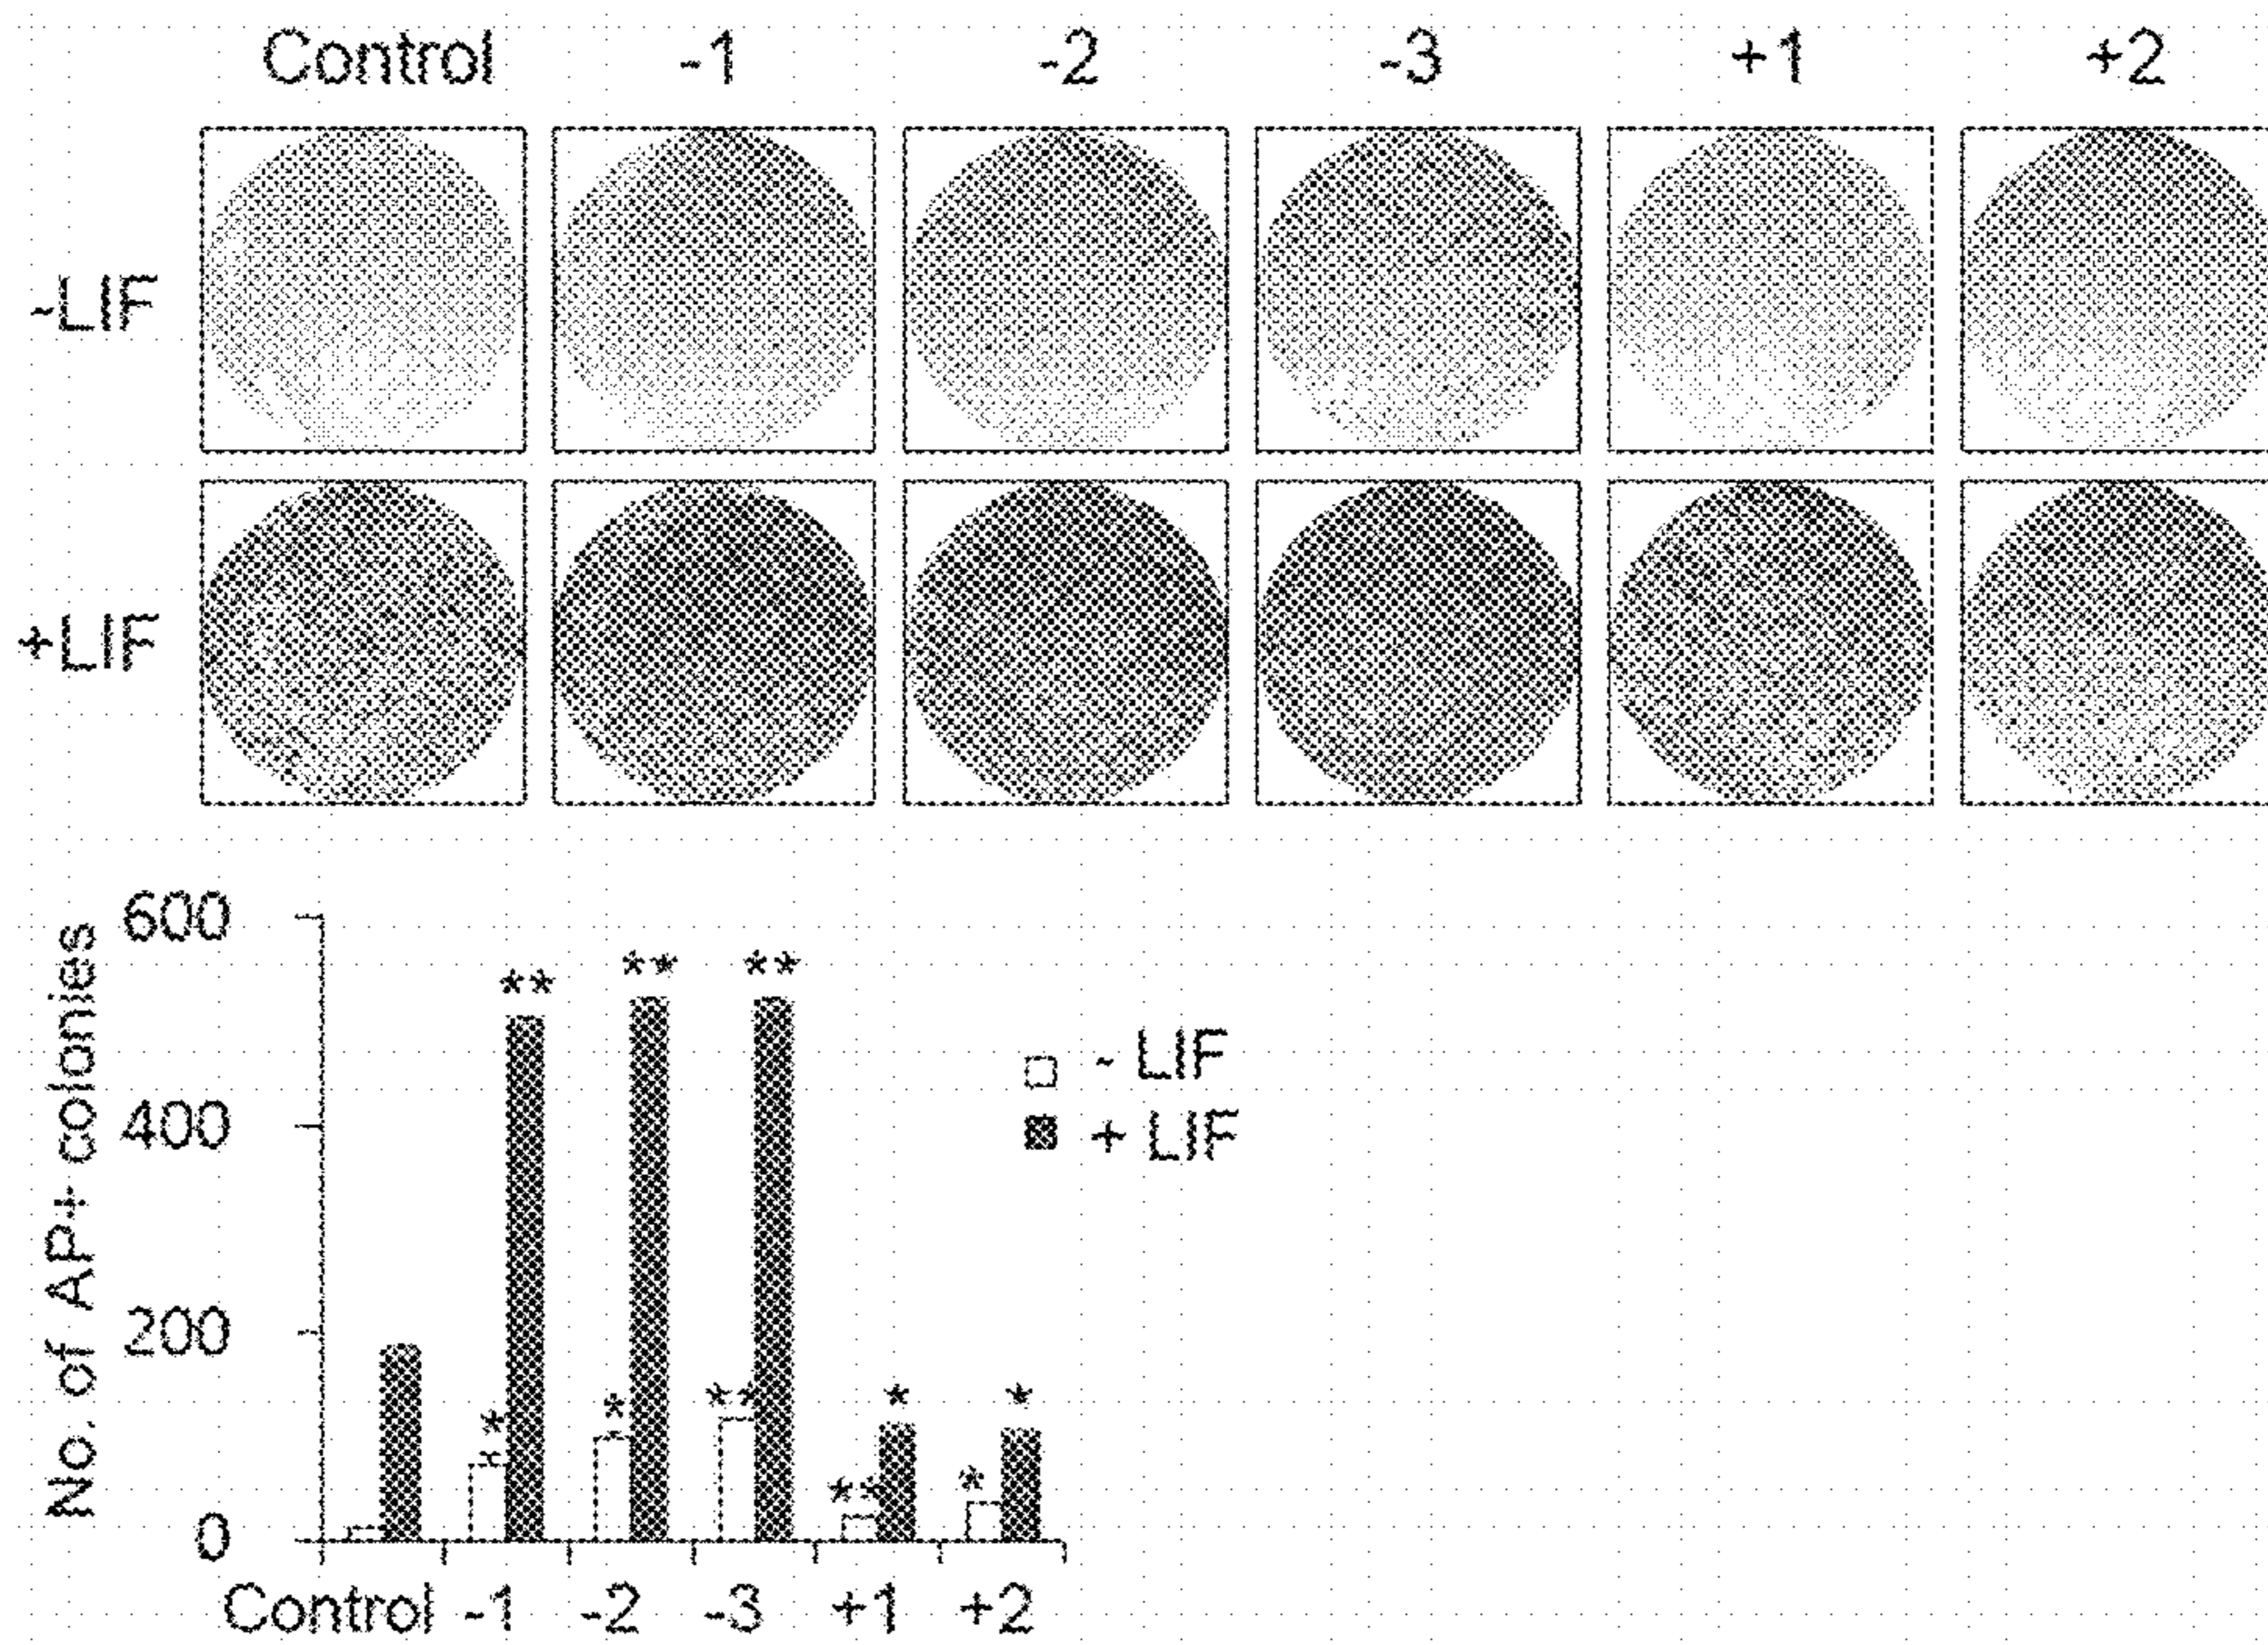 Control -1 -2 -3 +1 +2
-LIF
+LIF
No. of AP+ colonies
600
400
200
0
** ** **
* * ** ** * * *
- LIF
+ LIF
Control -1 -2 -3 +1 +2